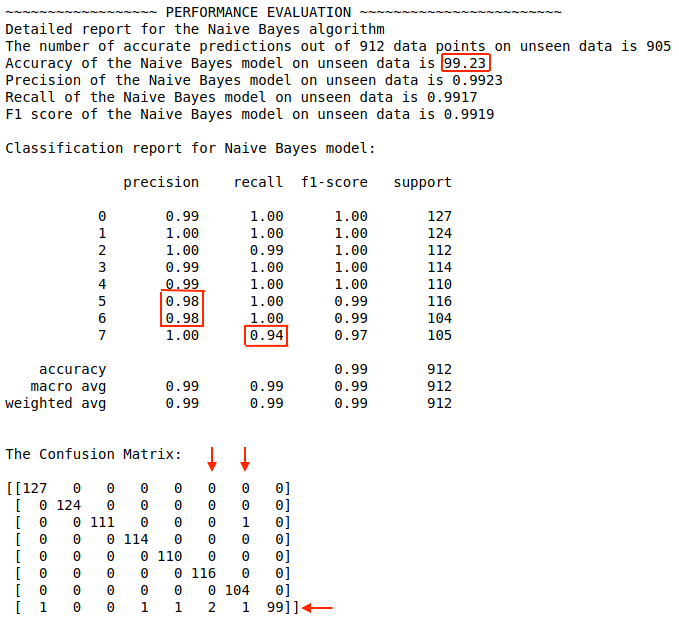 ~~~~~~~~~~~~~~~~~~ PERFORMANCE EVALUATION ~~~~~~~~~~~~~~~~~~~~~~~~
Detailed report for the Naive Bayes algorithm
The number of accurate predictions out of 912 data points on unseen data is 905
Accuracy of the Naive Bayes model on unseen data is 99.23
Precision of the Naive Bayes model on unseen data is 0.9923
Recall of the Naive Bayes model on unseen data is 0.9917
F1 score of the Naive Bayes model on unseen data is 0.9919
Classification report for Naive Bayes model:
precision recall f1-score support
0 0.99 1.00 1.00 127
1 1.00 1.00 1.00 124
2 1.00 0.99 1.00 112
3 0.99 1.00 1.00 114
4 0.99 1.00 1.00 110
5 0.98 1.00 0.99 116
6 0.98 1.00 0.99 104
7 1.00 0.94 0.97 105
accuracy 0.99 912
macro avg 0.99 0.99 0.99 912
weighted avg 0.99 0.99 0.99 912
The Confusion Matrix:
[[127 0 0 0 0 0 0 0]
[ 0 124 0 0 0 0 0 0]
[ 0 0 111 0 0 0 1 0]
[ 0 0 0 114 0 0 0 0]
[ 0 0 0 0 110 0 0 0]
[ 0 0 0 0 0 116 0 0]
[ 0 0 0 0 0 0 104 0]
[ 1 0 0 1 1 2 1 99]]